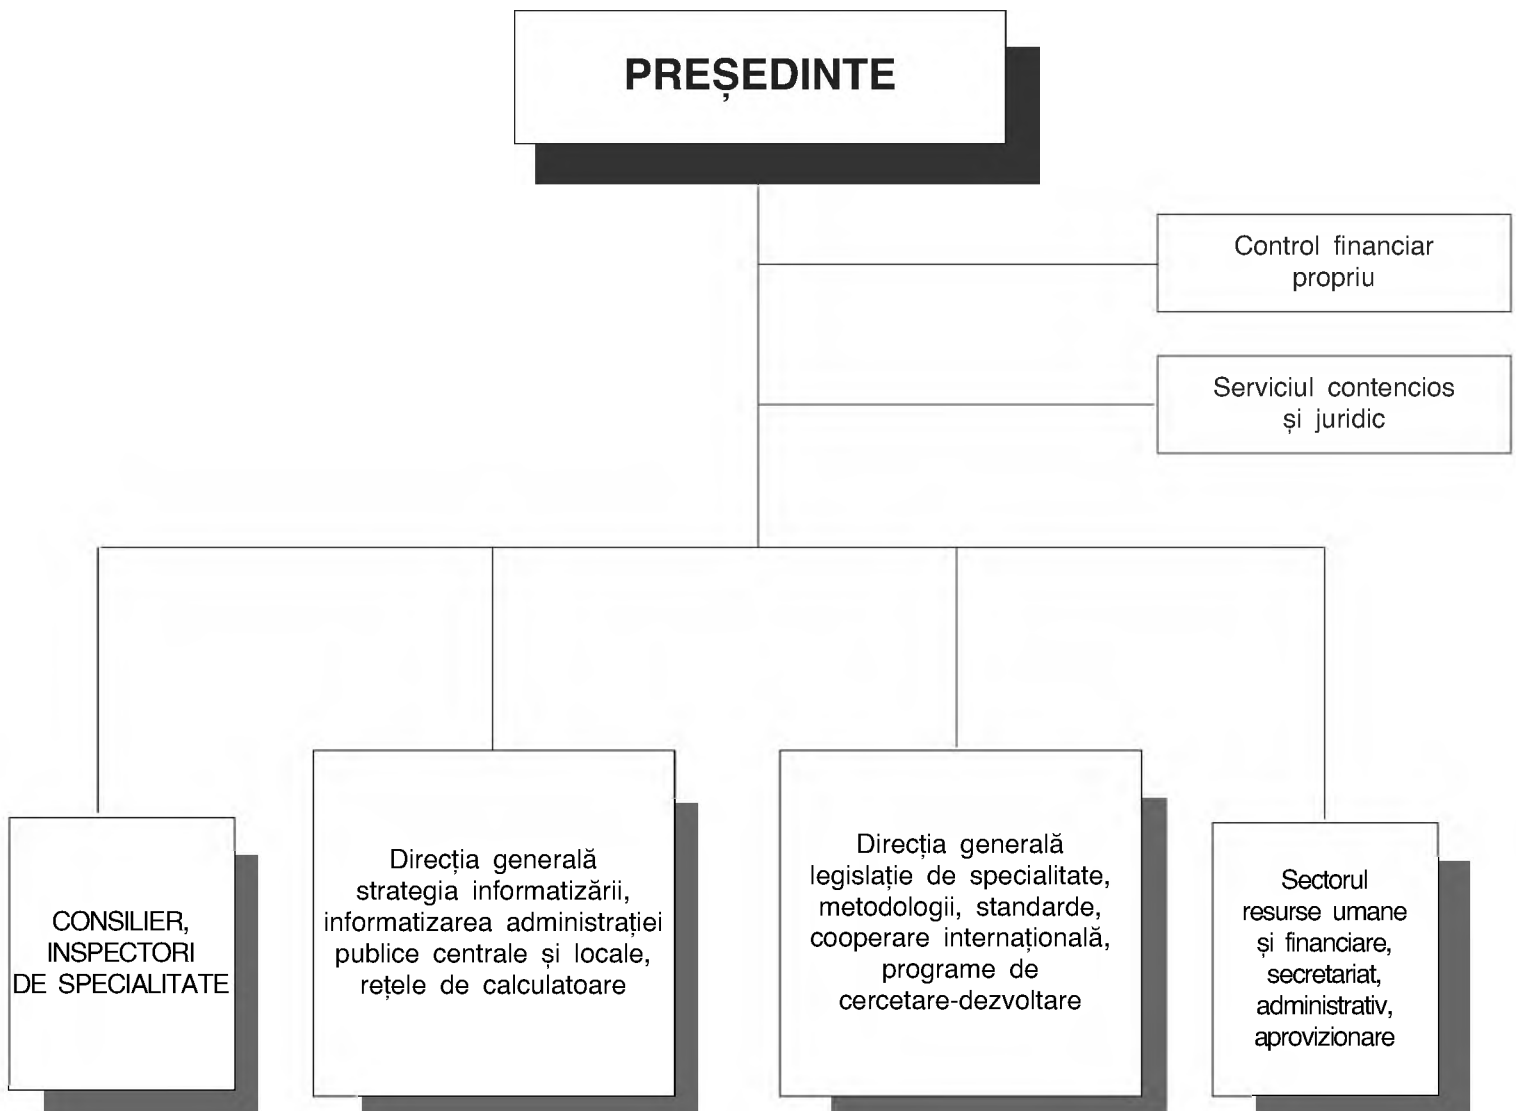 PREȘEDINTE
Control financiar
propriu
Serviciul contencios
și juridic
CONSILIER,
INSPECTORI
DE SPECIALITATE
Direcția generală
strategia informatizării,
informatizarea administrației
publice centrale și locale,
rețele de calculatoare
Direcția generală
legislație de specialitate,
metodologii, standarde,
cooperare internațională,
programe de
cercetare-dezvoltare
Sectorul
resurse umane
și financiare,
secretariat,
administrativ,
aprovizionare